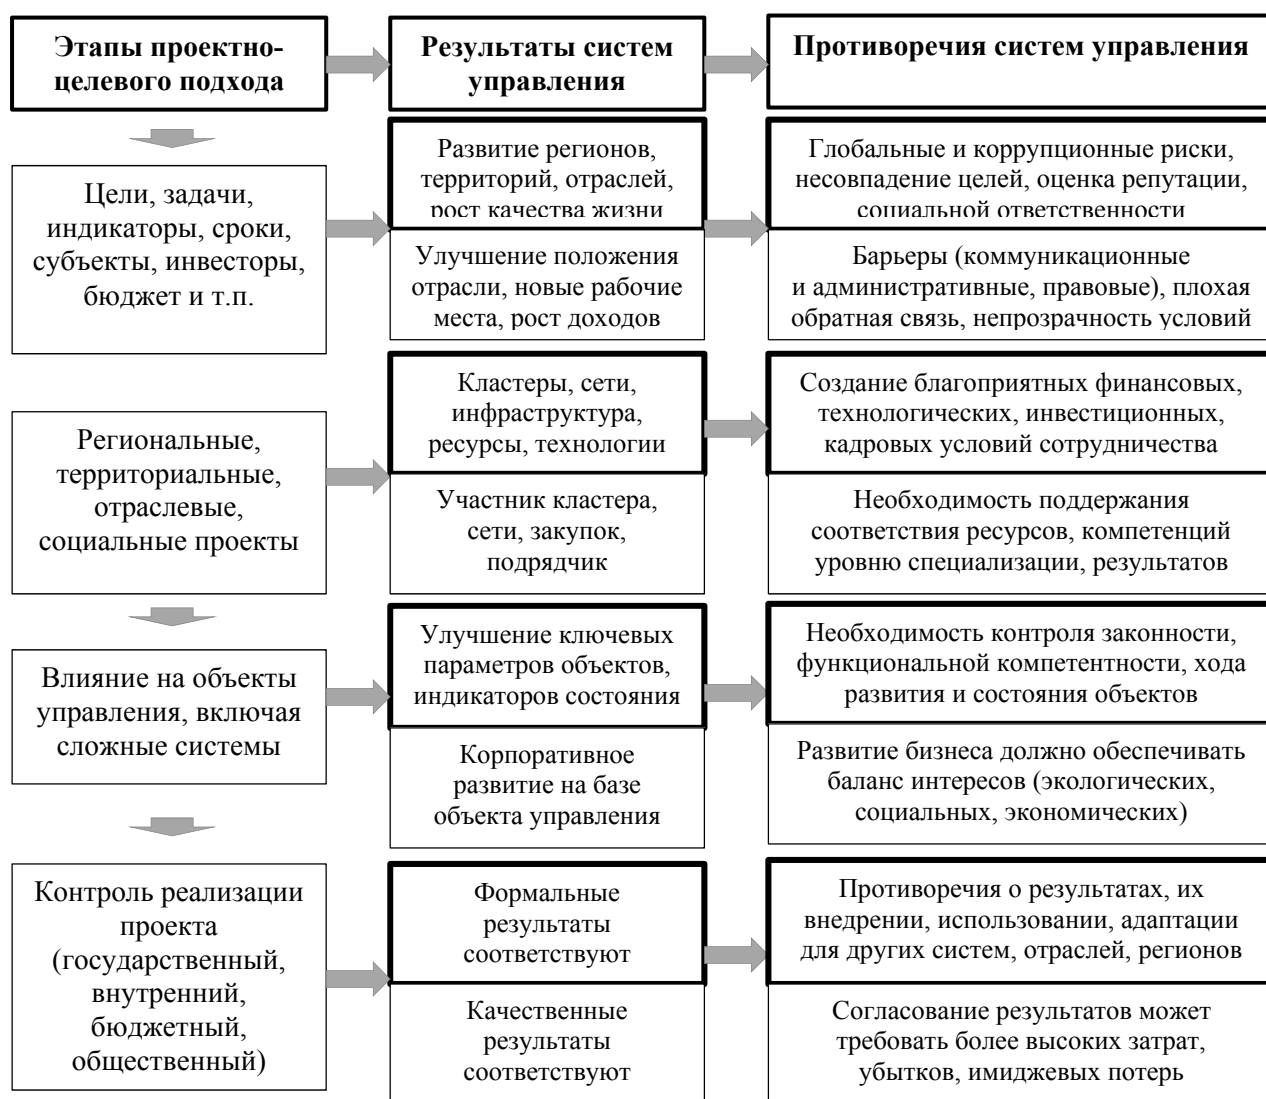 Этапы проектно-
целевого подхода
Результаты систем
управления
Противоречия систем управления
Цели, задачи,
индикаторы, сроки,
субъекты, инвесторы,
бюджет и т.п.
Развитие регионов,
территорий, отраслей,
рост качества жизни
Глобальные и коррупционные риски,
несовпадение целей, оценка репутации,
социальной ответственности
Улучшение положения
отрасли, новые рабочие
места, рост доходов
Барьеры (коммуникационные
и административные, правовые), плохая
обратная связь, непрозрачность условий
Региональные,
территориальные,
отраслевые,
социальные проекты
Кластеры, сети,
инфраструктура,
ресурсы, технологии
Создание благоприятных финансовых,
технологических, инвестиционных,
кадровых условий сотрудничества
Участник кластера,
сети, закупок,
подрядчик
Необходимость поддержания
соответствия ресурсов, компетенций
уровню специализации, результатов
Влияние на объекты
управления, включая
сложные системы
Улучшение ключевых
параметров объектов,
индикаторов состояния
Необходимость контроля законности,
функциональной компетентности, хода
развития и состояния объектов
Корпоративное
развитие на базе
объекта управления
Развитие бизнеса должно обеспечивать
баланс интересов (экологических,
социальных, экономических)
Контроль реализации
проекта
(государственный,
внутренний,
бюджетный,
общественный)
Формальные
результаты
соответствуют
Противоречия о результатах, их
внедрении, использовании, адаптации
для других систем, отраслей, регионов
Качественные
результаты
соответствуют
Согласование результатов может
требовать более высоких затрат,
убытков, имиджевых потерь